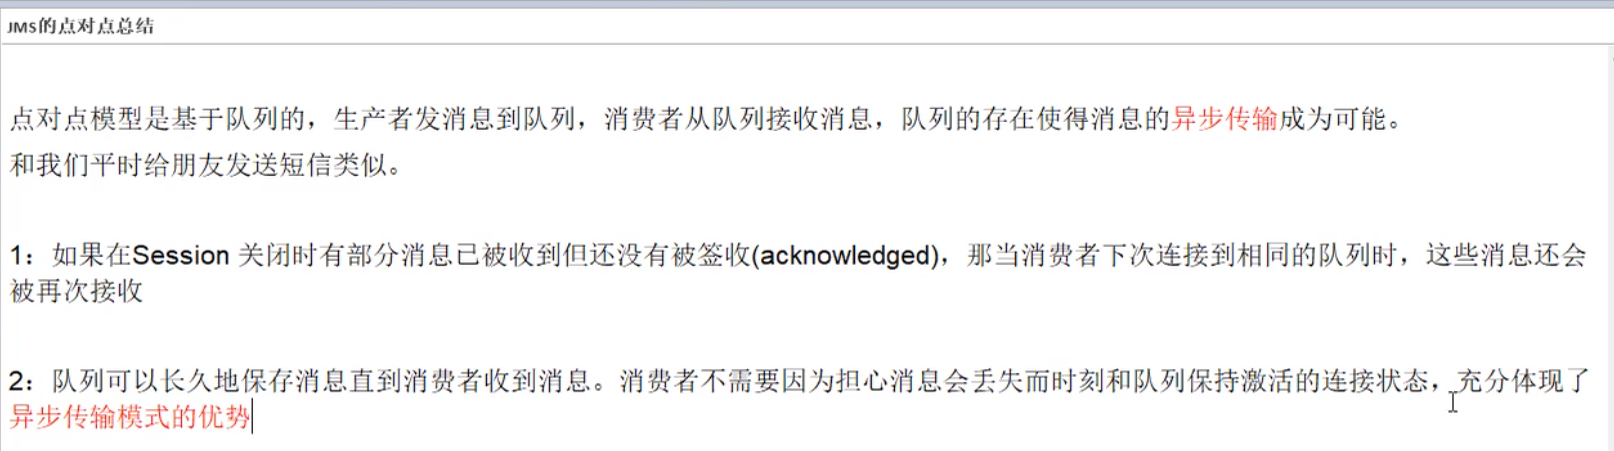 JMS的点对点总结
点对点模型是基于队列的，生产者发消息到队列，消费者从队列接收消息，队列的存在使得消息的异步传输成为可能。
和我们平时给朋友发送短信类似。
1：如果在Session 关闭时有部分消息已被收到但还没有被签收(acknowledged)，那当消费者下次连接到相同的队列时，这些消息还会
被再次接收
2：队列可以长久地保存消息直到消费者收到消息。消费者不需要因为担心消息会丢失而时刻和队列保持激活的连接状态，充分体现了
异步传输模式的优势